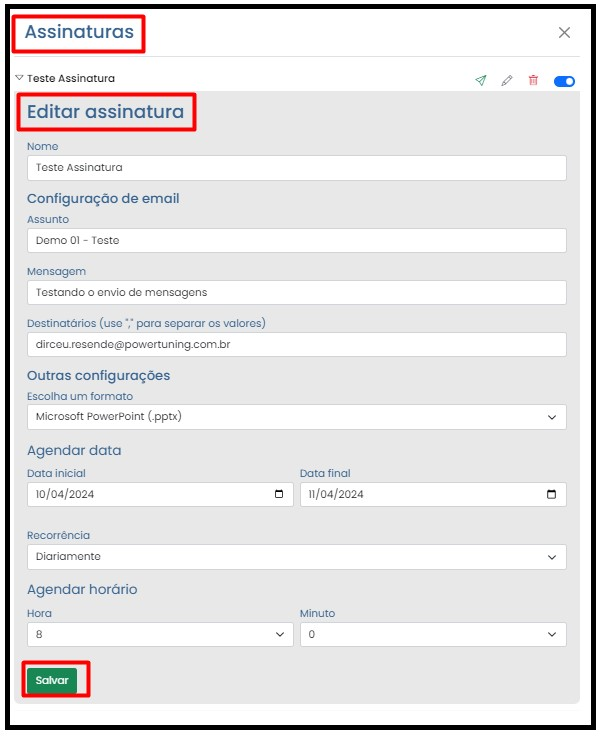 Assinaturas
Teste Assinatura
Editar assinatura
Nome
Teste Assinatura
Configuração de email
Assunto
Demo 01 - Teste
Mensagem
Testando o envio de mensagens
Destinatários (use "," para separar os valores)
dirceu.resende@powertuning.com.br
Outras configurações
Escolha um formato
Microsoft PowerPoint (.pptx)
Agendar data
Data inicial Data final
10/04/2024 11/04/2024
Recorrência
Diariamente
Agendar horário
Hora Minuto
8 0
Salvar